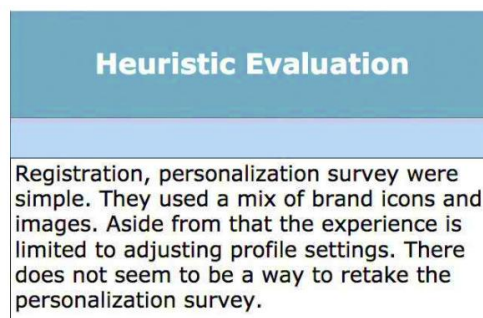 Heuristic Evaluation
Registration, personalization survey were
simple. They used a mix of brand icons and
images. Aside from that the experience is
limited to adjusting profile settings. There
does not seem to be a way to retake the
personalization survey.